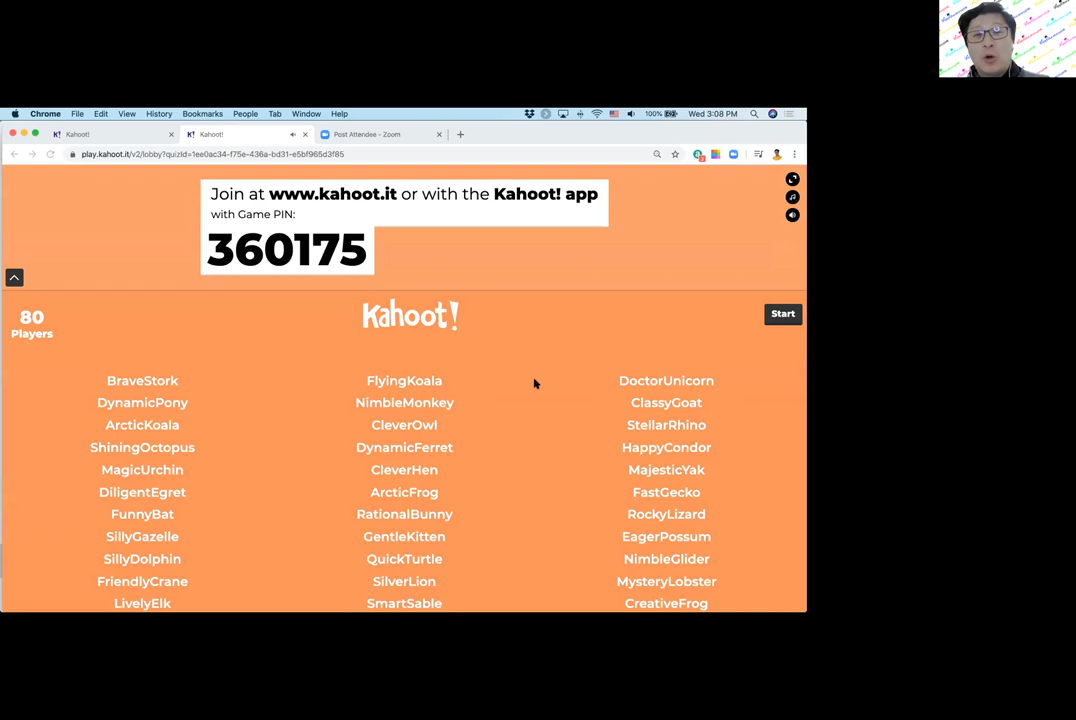 Chrome File Edit View History Bookmarks People Tab Window Help 100% Wed 3:08 PM
Kahoot! Kahoot! Post Attendee - Zoom
play.kahoot.it/v2/lobby?quizId=1ee0ac34-f75e-436a-bd31-e5bf965d3f85
Join at www.kahoot.it or with the Kahoot! app
with Game PIN:
360175
80
Players
Kahoot!
Start
BraveStork FlyingKoala DoctorUnicorn
DynamicPony NimbleMonkey ClassyGoat
ArcticKoala CleverOwl StellarRhino
ShiningOctopus DynamicFerret HappyCondor
MagicUrchin CleverHen MajesticYak
DiligentEgret ArcticFrog FastGecko
FunnyBat RationalBunny RockyLizard
SillyGazelle GentleKitten EagerPossum
SillyDolphin QuickTurtle NimbleGlider
FriendlyCrane SilverLion MysteryLobster
LivelyElk SmartSable CreativeFrog